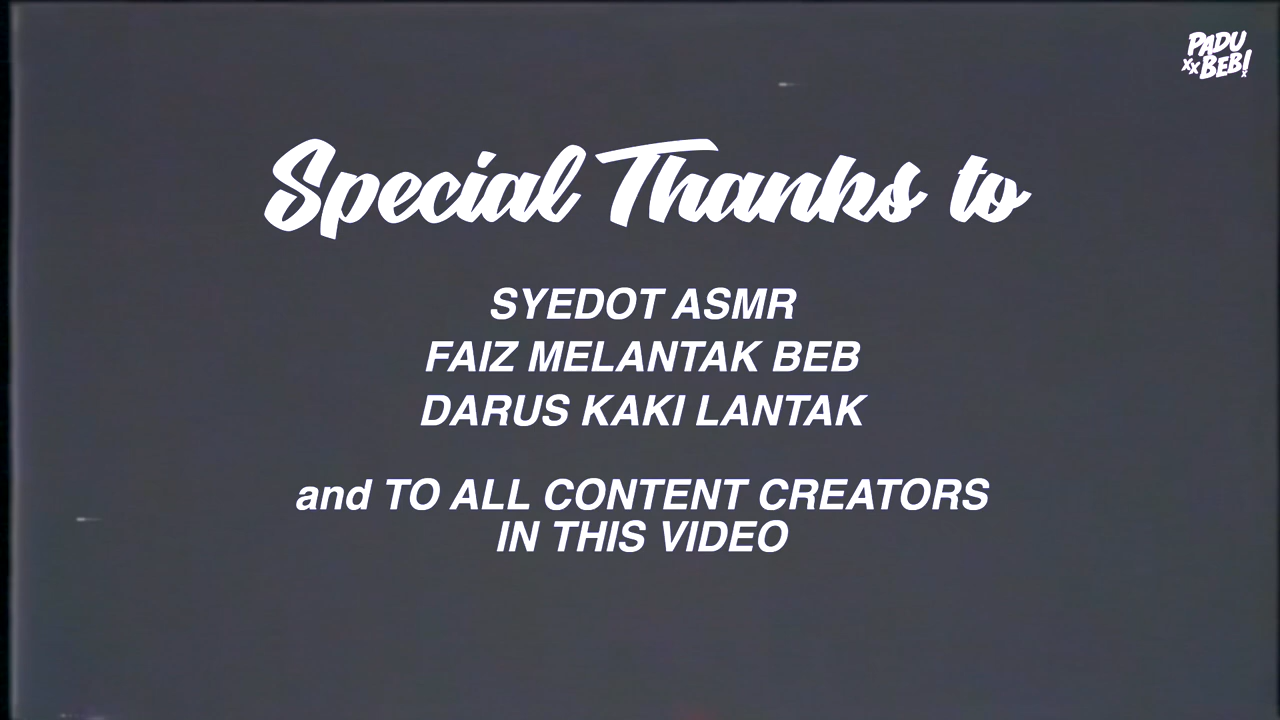 PADU
xx BEB!
Special Thanks to
SYEDOT ASMR
FAIZ MELANTAK BEB
DARUS KAKI LANTAK
and TO ALL CONTENT CREATORS
IN THIS VIDEO